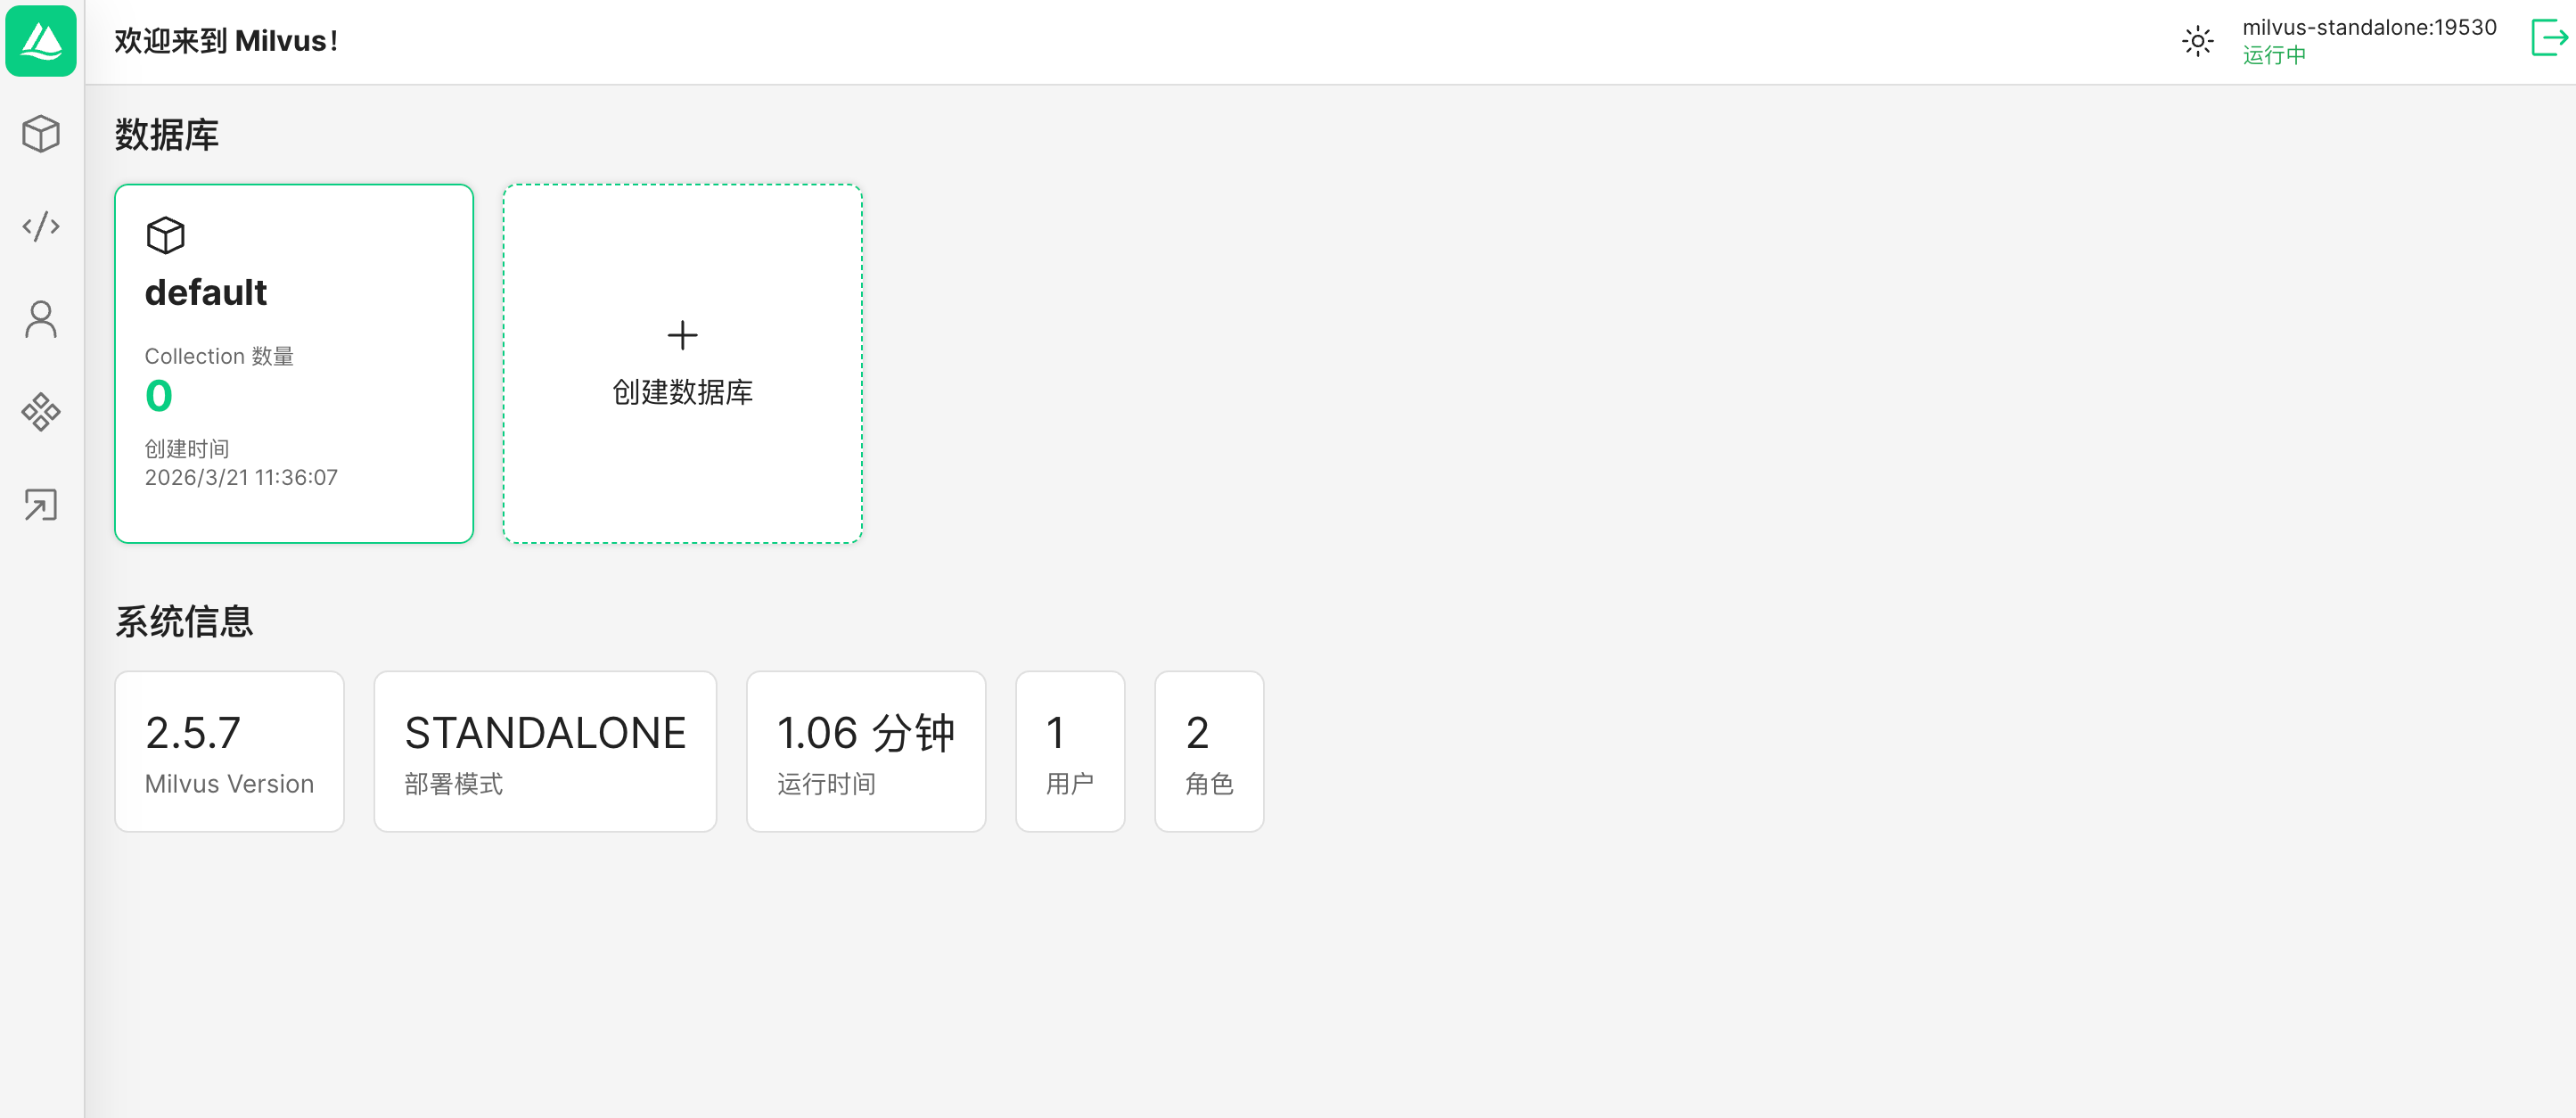 欢迎来到 Milvus!
milvus-standalone:19530
运行中
数据库
default
Collection 数量
0
创建时间
2026/3/21 11:36:07
创建数据库
系统信息
2.5.7
Milvus Version
STANDALONE
部署模式
1.06 分钟
运行时间
1
用户
2
角色